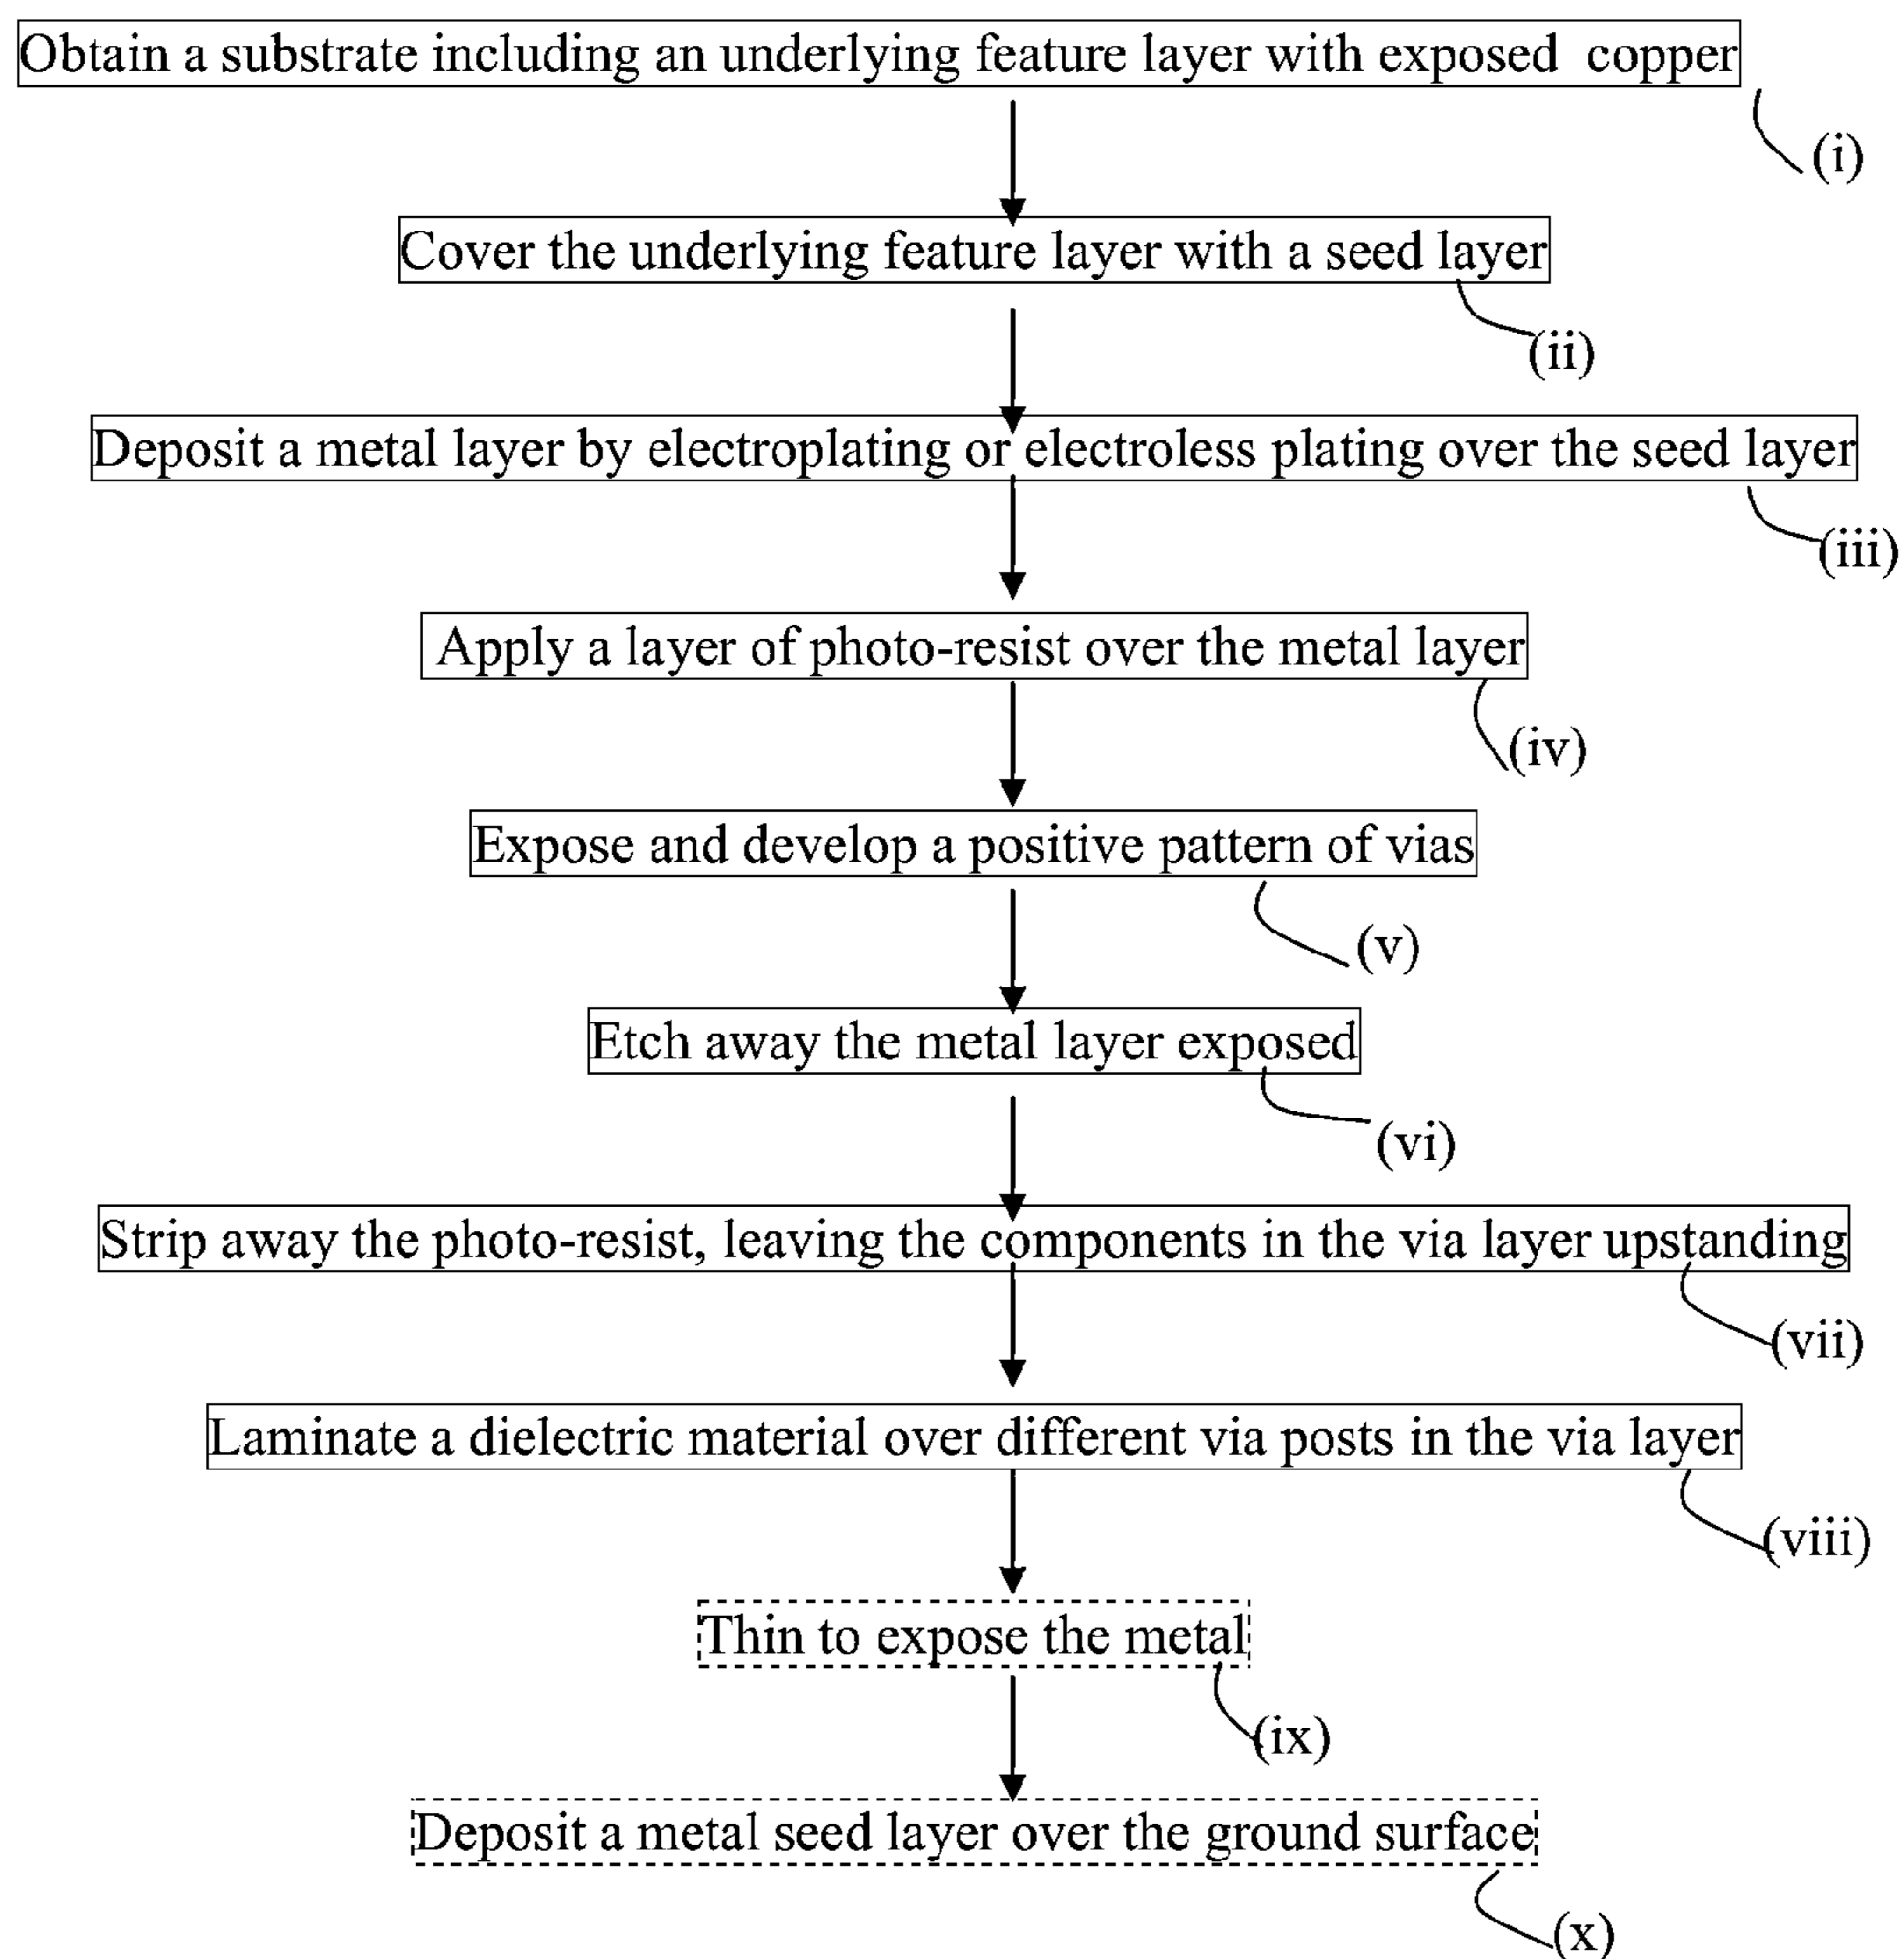 Obtain a substrate including an underlying feature layer with exposed copper
(i)
Cover the underlying feature layer with a seed layer
(ii)
Deposit a metal layer by electroplating or electroless plating over the seed layer
(iii)
Apply a layer of photo-resist over the metal layer
(iv)
Expose and develop a positive pattern of vias
(v)
Etch away the metal layer exposed
(vi)
Strip away the photo-resist, leaving the components in the via layer upstanding
(vii)
Laminate a dielectric material over different via posts in the via layer
(viii)
Thin to expose the metal
(ix)
Deposit a metal seed layer over the ground surface
(x)